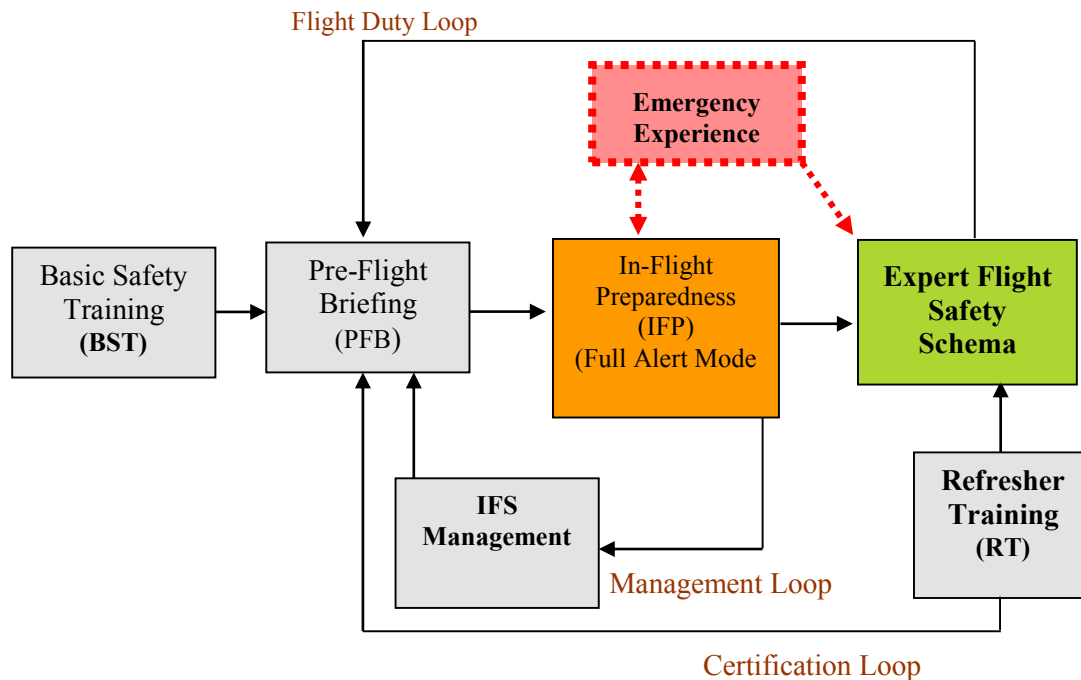 Flight Duty Loop
Emergency
Experience
Basic Safety
Training
(BST)
Pre-Flight
Briefing
(PFB)
In-Flight
Preparedness
(IFP)
(Full Alert Mode
Expert Flight
Safety
Schema
IFS
Management
Refresher
Training
(RT)
Management Loop
Certification Loop